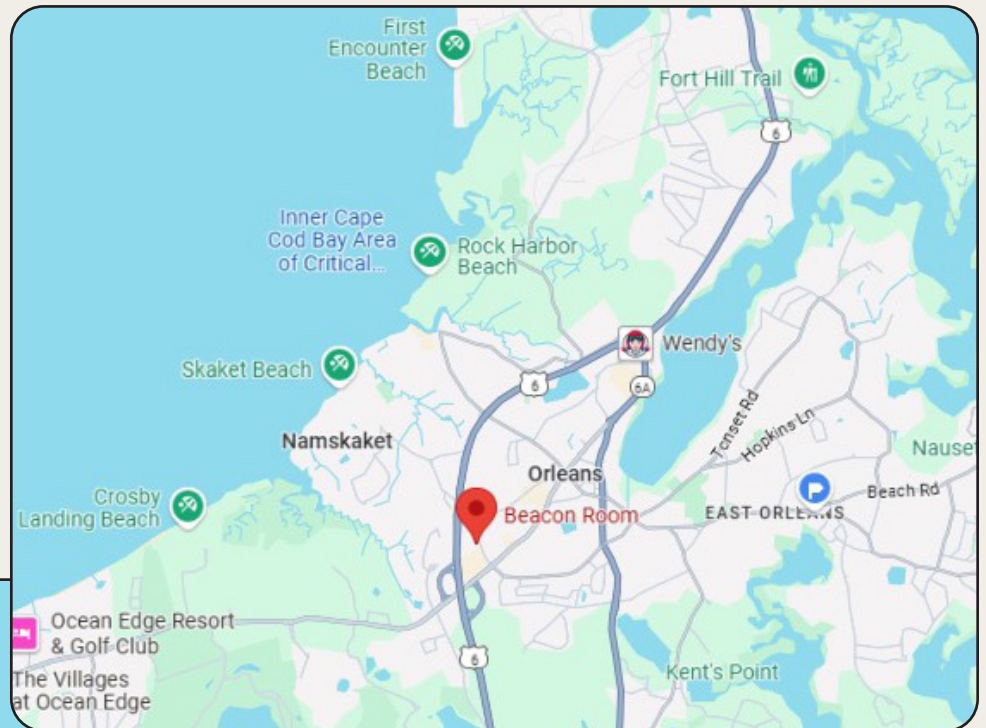 First
Encounter
Beach
Fort Hill Trail
6
Inner Cape
Cod Bay Area
of Critical...
Rock Harbor
Beach
Wendy's
Skaket Beach
6
6A
Tonset Rd
Hopkins Ln
Namskaket
Nauset
Orleans
Crosby
Landing Beach
Beacon Room
Beach Rd
EAST ORLEANS
Ocean Edge Resort
& Golf Club
6
Kent's Point
The Villages
at Ocean Edge